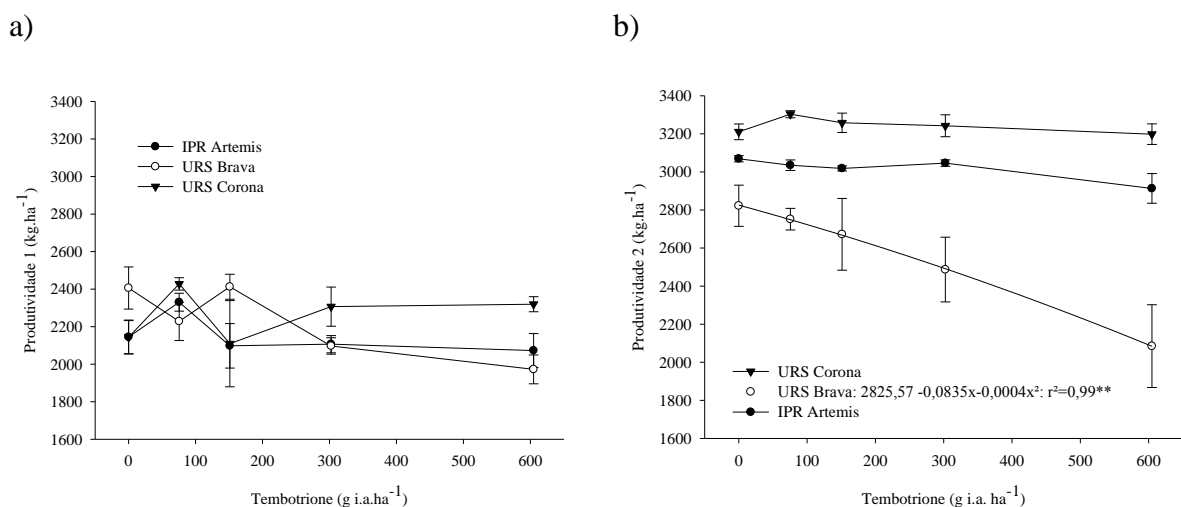 a)
3400
3200
3000
2800
2600
2400
2200
2000
1800
1600
Produtividade 1 (kg.ha⁻¹)
IPR Artemis
URS Brava
URS Corona
0 100 200 300 400 500 600
Tembotrione (g i.a.ha⁻¹)
b)
3400
3200
3000
2800
2600
2400
2200
2000
1800
1600
Produtividade 2 (kg.ha⁻¹)
URS Corona
URS Brava: 2825,57 -0,0835x-0,0004x²: r²=0,99**
IPR Artemis
0 100 200 300 400 500 600
Tembotrione (g i.a. ha⁻¹)